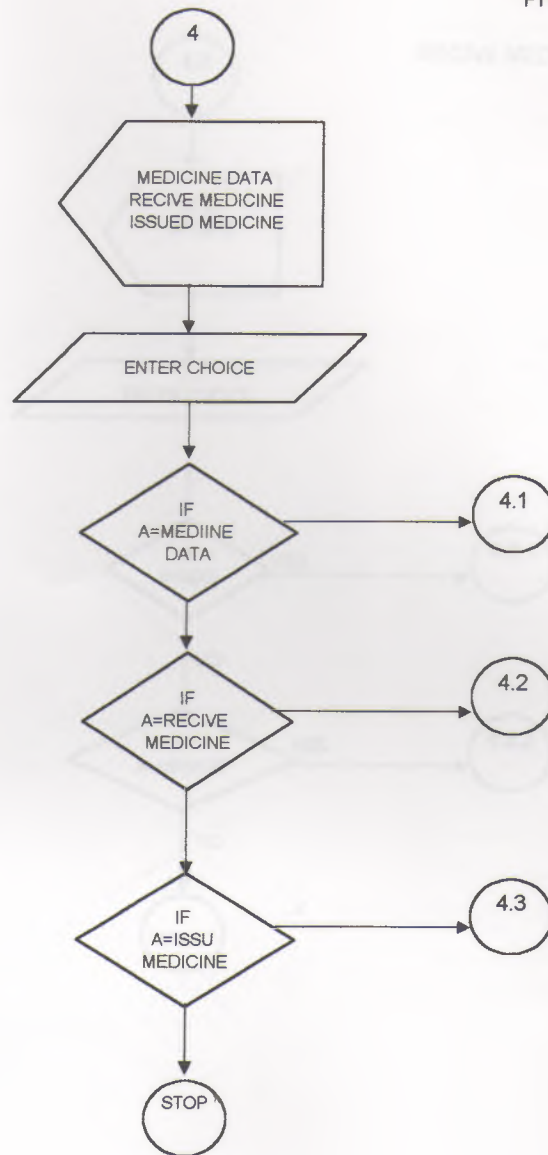 4
MEDICINE DATA
RECIVE MEDICINE
ISSUED MEDICINE
ENTER CHOICE
IF
A=MEDIINE
DATA
4.1
IF
A=RECIVE
MEDICINE
4.2
IF
A=ISSU
MEDICINE
4.3
STOP